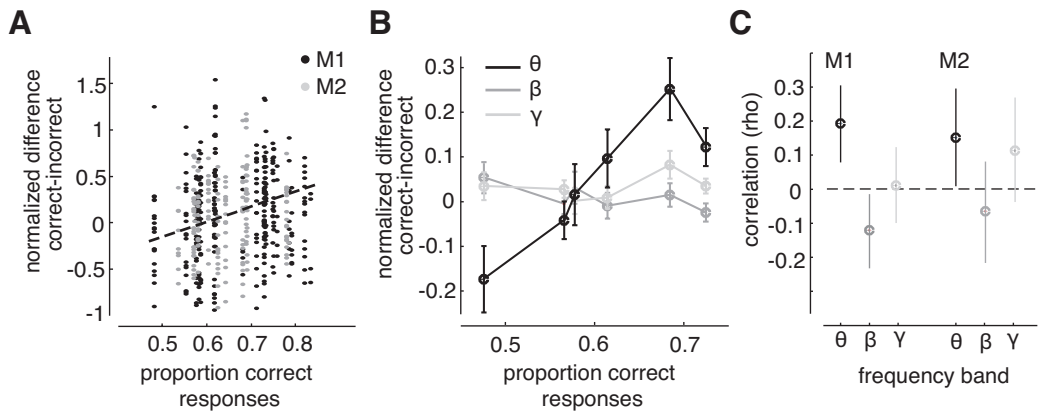 A
normalized difference
correct-incorrect
1.5
1
0.5
0
-0.5
-1
0.5
0.6
0.7
0.8
proportion correct
responses
M1
M2
B
normalized difference
correct-incorrect
0.3
0.2
0.1
0
-0.1
-0.2
0.5
0.6
0.7
proportion correct
responses
θ
β
γ
C
correlation (rho)
M1
M2
0.3
0.2
0.1
0
-0.1
-0.2
θ
β
γ
θ
β
γ
frequency band